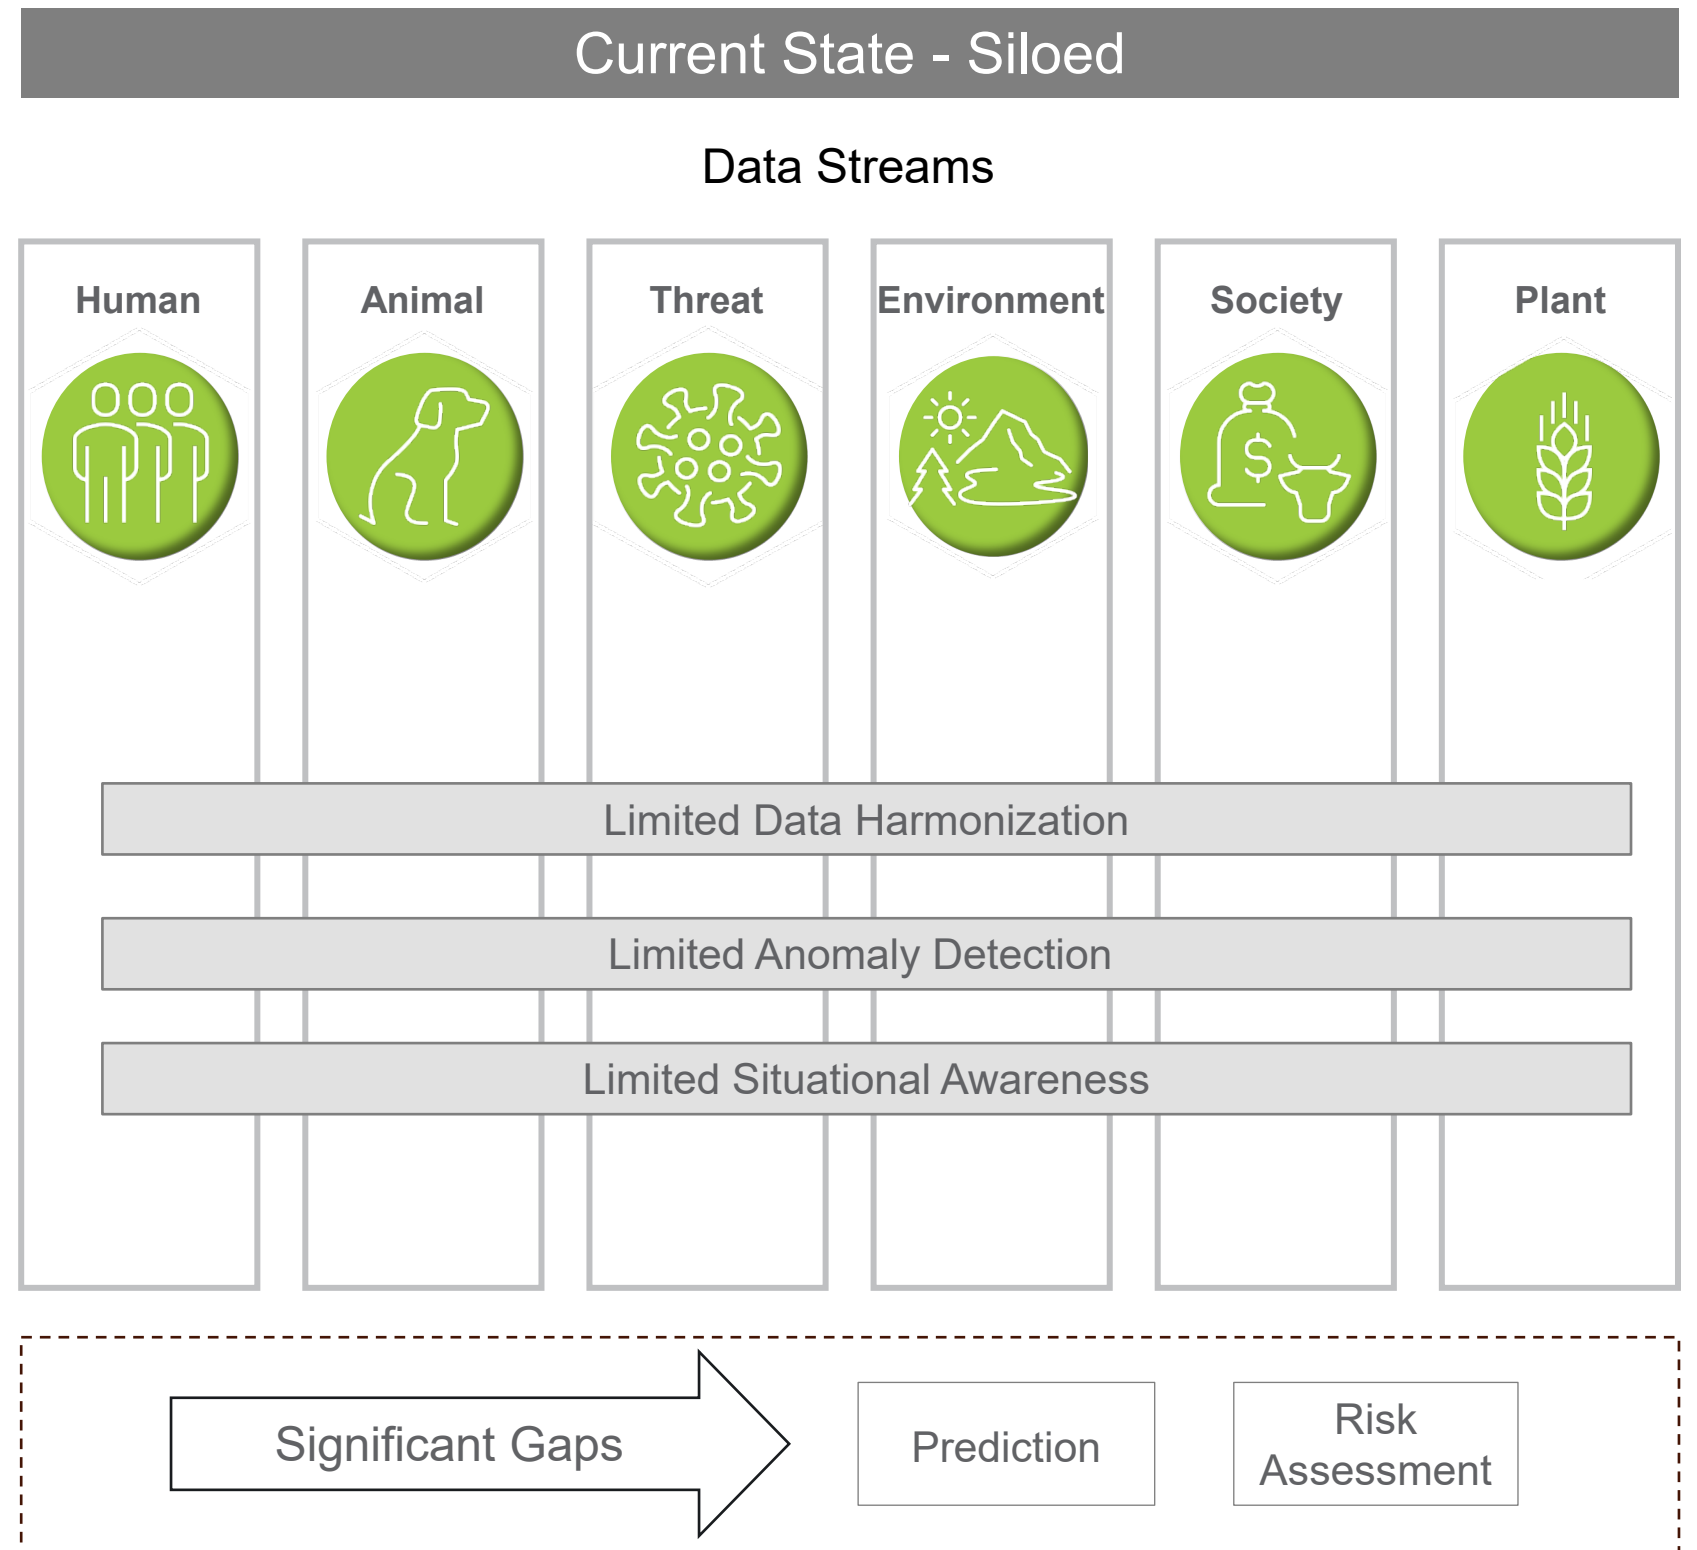 Current State - Siloed
Data Streams
Human
Animal
Threat
Environment
Society
Plant
$
Limited Data Harmonization
Limited Anomaly Detection
Limited Situational Awareness
Significant Gaps
Prediction
Risk
Assessment